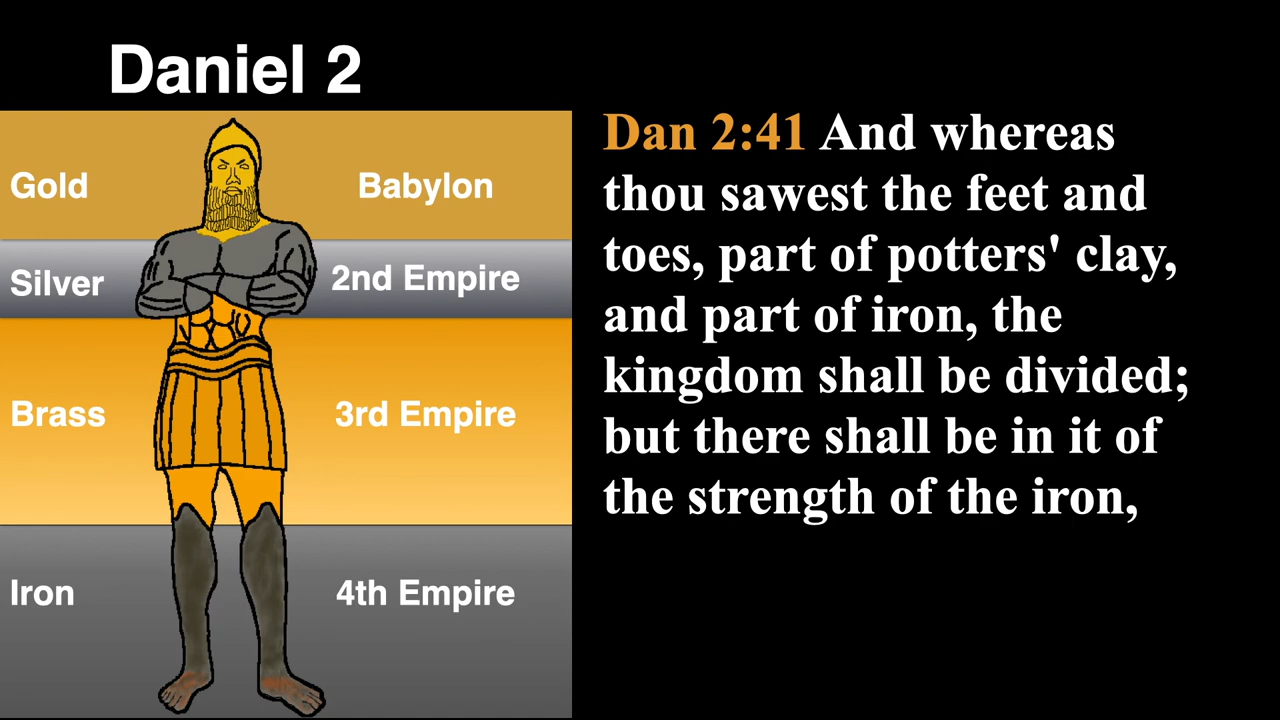 Daniel 2
Gold
Babylon
Silver
2nd Empire
Brass
3rd Empire
Iron
4th Empire
Dan 2:41 And whereas
thou sawest the feet and
toes, part of potters' clay,
and part of iron, the
kingdom shall be divided;
but there shall be in it of
the strength of the iron,